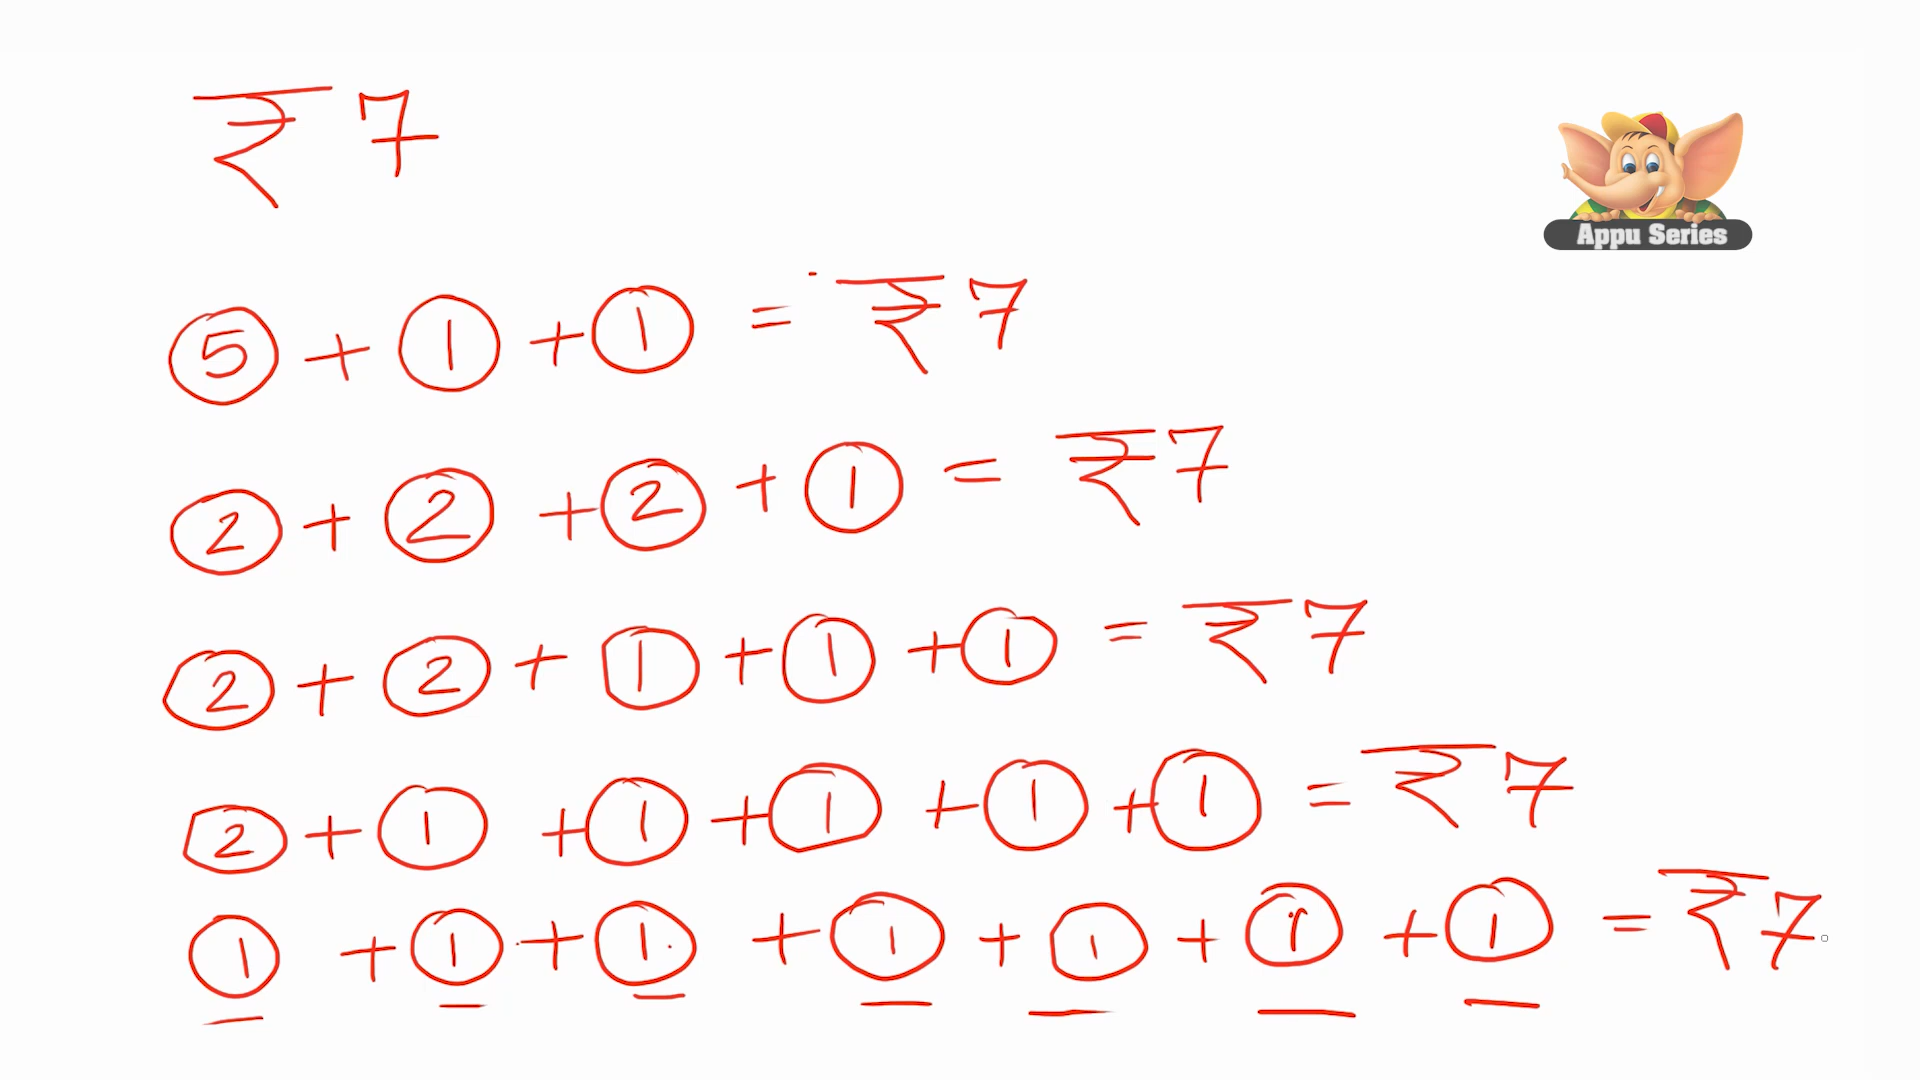 ₹ 7
Appu Series
5 + 1 + 1 = ₹ 7
2 + 2 + 2 + 1 = ₹ 7
2 + 2 + 1 + 1 + 1 = ₹ 7
2 + 1 + 1 + 1 + 1 + 1 = ₹ 7
1 + 1 + 1 + 1 + 1 + 1 + 1 = ₹ 7